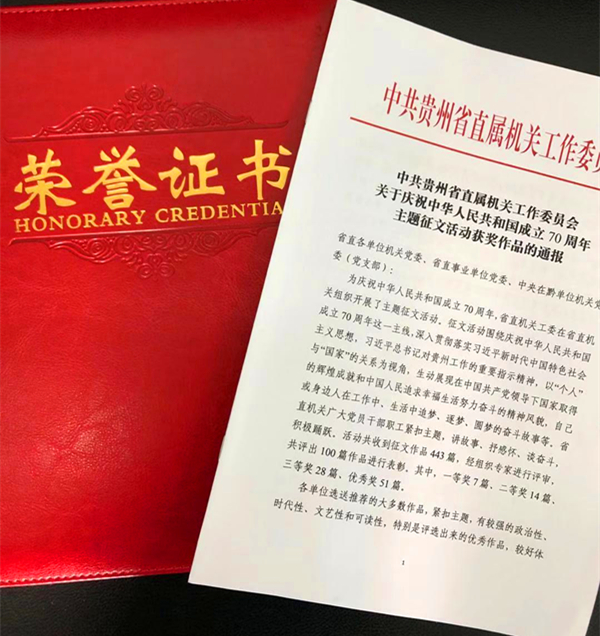 荣誉证书
HONORARY CREDENTIA
中共贵州省直属机关工作委员
中共贵州省直属机关工作委员会
关于庆祝中华人民共和国成立 70 周年
主题征文活动获奖作品的通报
省直各单位机关党委、省直事业单位党委、中央在黔单位机关党
委（党支部）：
为庆祝中华人民共和国成立 70 周年，省直机关工委在省直机
关组织开展了主题征文活动。征文活动围绕庆祝中华人民共和国
成立 70 周年这一主线，深入贯彻落实习近平新时代中国特色社会
主义思想、习近平总书记对贵州工作的重要指示精神，以“个人”
与“国家”的关系为视角，生动展现在中国共产党领导下国家取得
的辉煌成就和中国人民追求幸福生活努力奋斗的精神风貌，自己
或身边人在工作中、生活中追梦、逐梦、圆梦的奋斗故事等。省
直机关广大党员干部职工紧扣主题，讲故事、抒感怀、谈奋斗，
积极踊跃、活动共收到征文作品 443 篇，经组织专家进行评审，
共评出 100 篇作品进行表彰。其中，一等奖 7 篇、二等奖 14 篇、
三等奖 28 篇、优秀奖 51 篇。
各单位选送推荐的大多数作品，紧扣主题，有较强的政治性、
时代性、文艺性和可读性，特别是评选出来的优秀作品，较好体
1